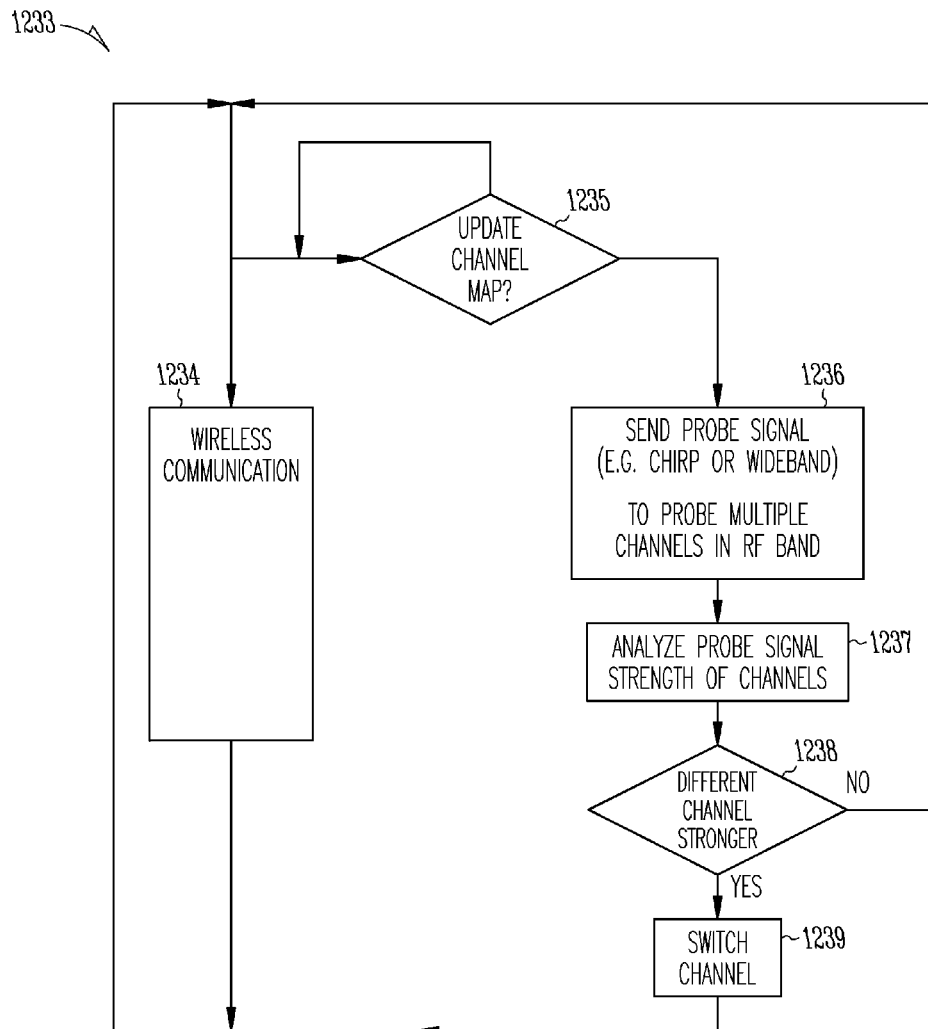 1233
1235
UPDATE
CHANNEL
MAP?
1234
WIRELESS
COMMUNICATION
1236
SEND PROBE SIGNAL
(E.G. CHIRP OR WIDEBAND)
TO PROBE MULTIPLE
CHANNELS IN RF BAND
ANALYZE PROBE SIGNAL
STRENGTH OF CHANNELS
1237
1238
DIFFERENT
CHANNEL
STRONGER
NO
YES
SWITCH
CHANNEL
1239